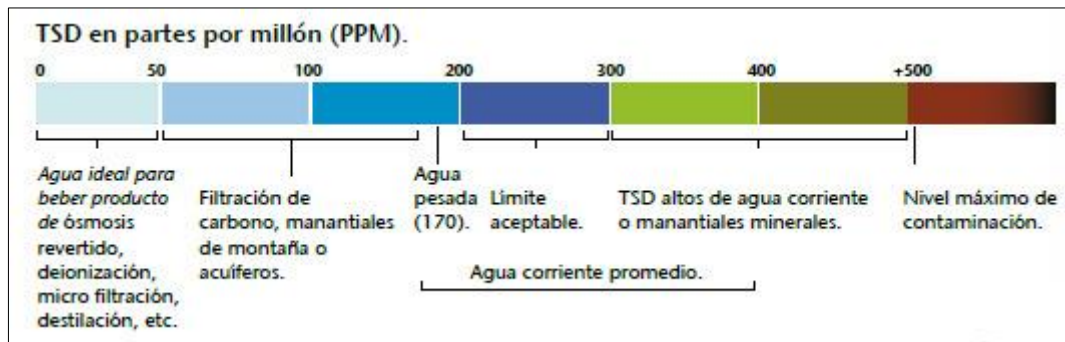 TSD en partes por millón (PPM).
0 50 100 200 300 400 +500
Agua ideal para
beber producto
de ósmosis
revertido,
deionización,
micro filtración,
destilación, etc.
Filtración de
carbono, manantiales
de montaña o
acuíferos.
Agua
pesada
(170).
Límite
aceptable.
TSD altos de agua corriente
o manantiales minerales.
Nivel máximo de
contaminación.
Agua corriente promedio.